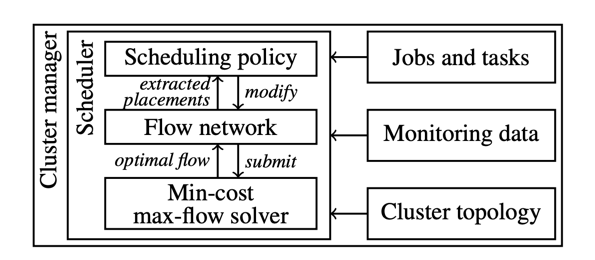 Cluster manager
Scheduler
Scheduling policy
extracted
placements
modify
Flow network
optimal flow
submit
Min-cost
max-flow solver
Jobs and tasks
Monitoring data
Cluster topology